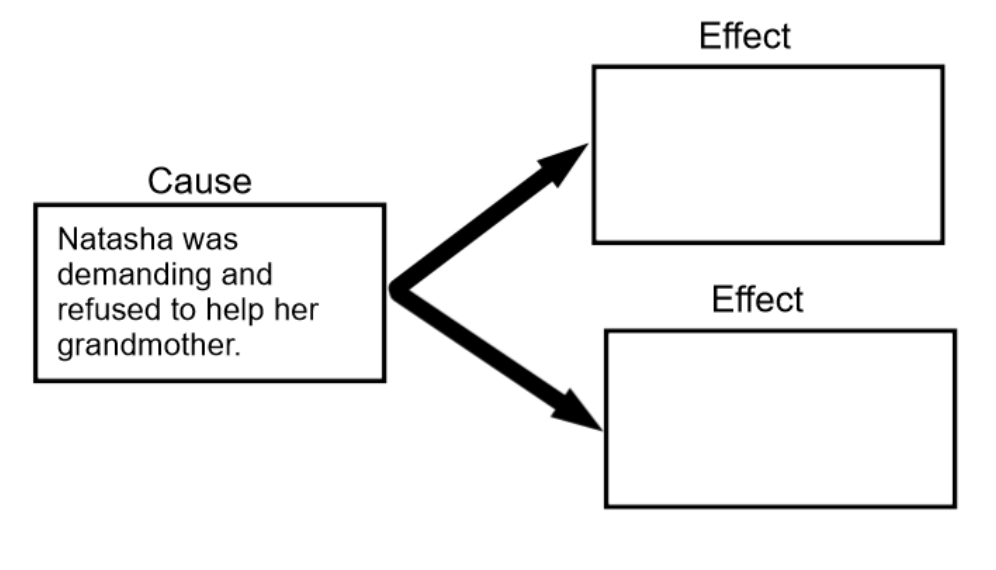 Effect
Cause
Natasha was
demanding and
refused to help her
grandmother.
Effect